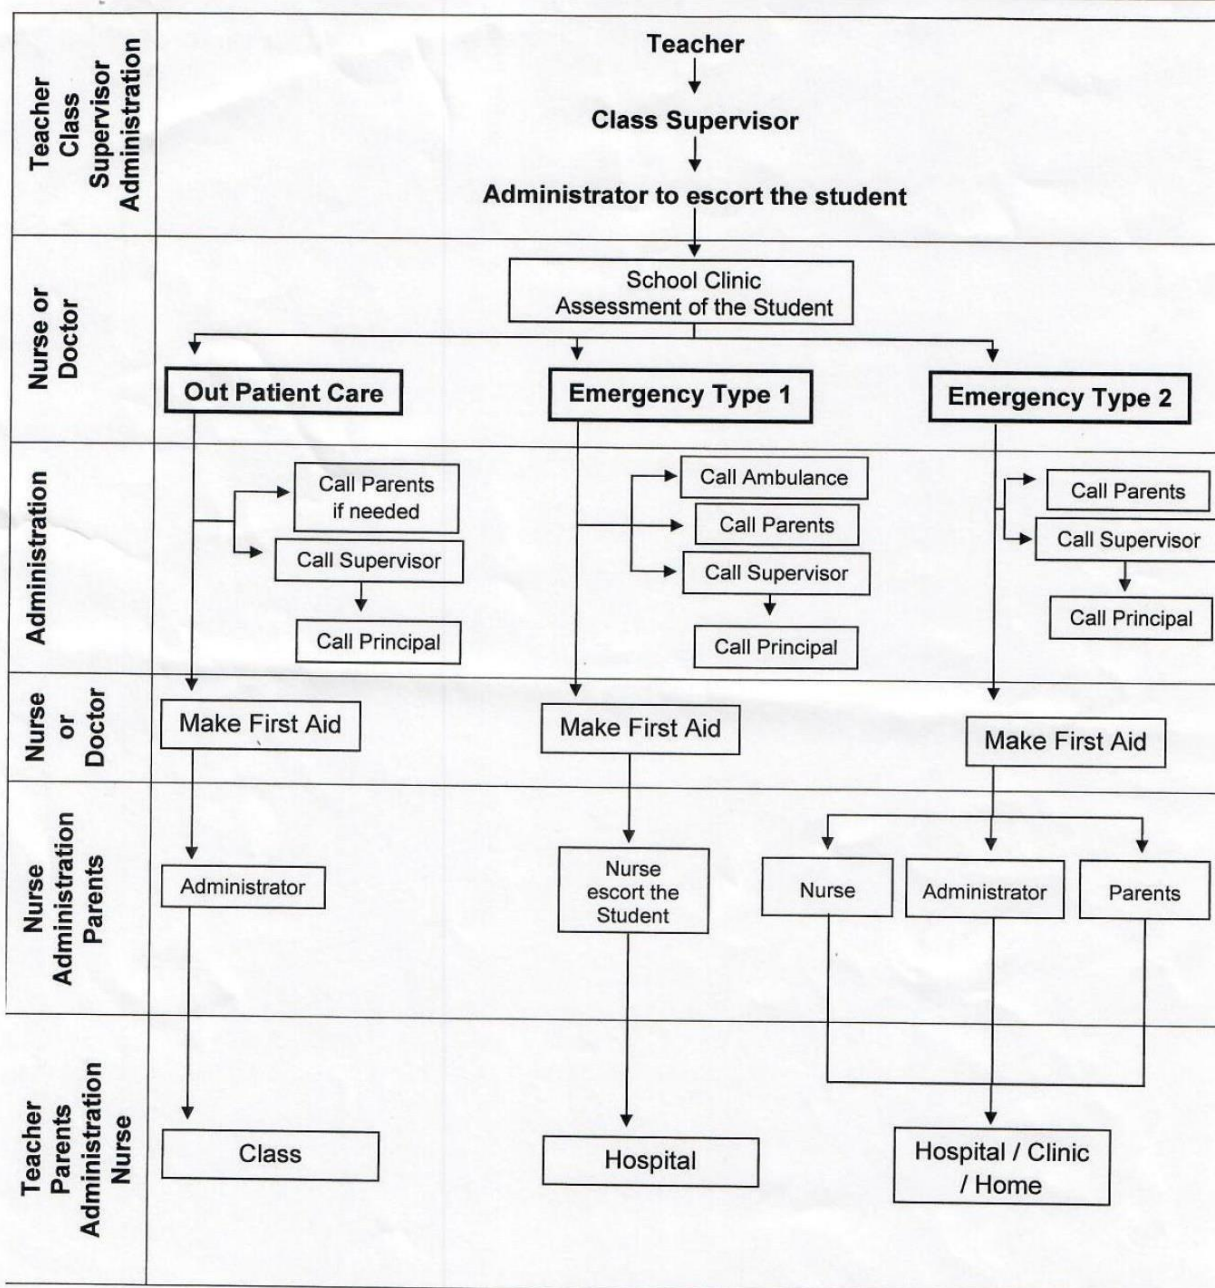 Teacher
Class
Supervisor
Administration
Teacher
Class Supervisor
Administrator to escort the student
Nurse or
Doctor
School Clinic
Assessment of the Student
Out Patient Care
Emergency Type 1
Emergency Type 2
Administration
Call Parents
if needed
Call Supervisor
Call Principal
Call Ambulance
Call Parents
Call Supervisor
Call Principal
Call Parents
Call Supervisor
Call Principal
Nurse
or
Doctor
Make First Aid
Make First Aid
Make First Aid
Nurse
Administration
Parents
Administrator
Nurse
escort the
Student
Nurse
Administrator
Parents
Teacher
Parents
Administration
Nurse
Class
Hospital
Hospital / Clinic
/ Home